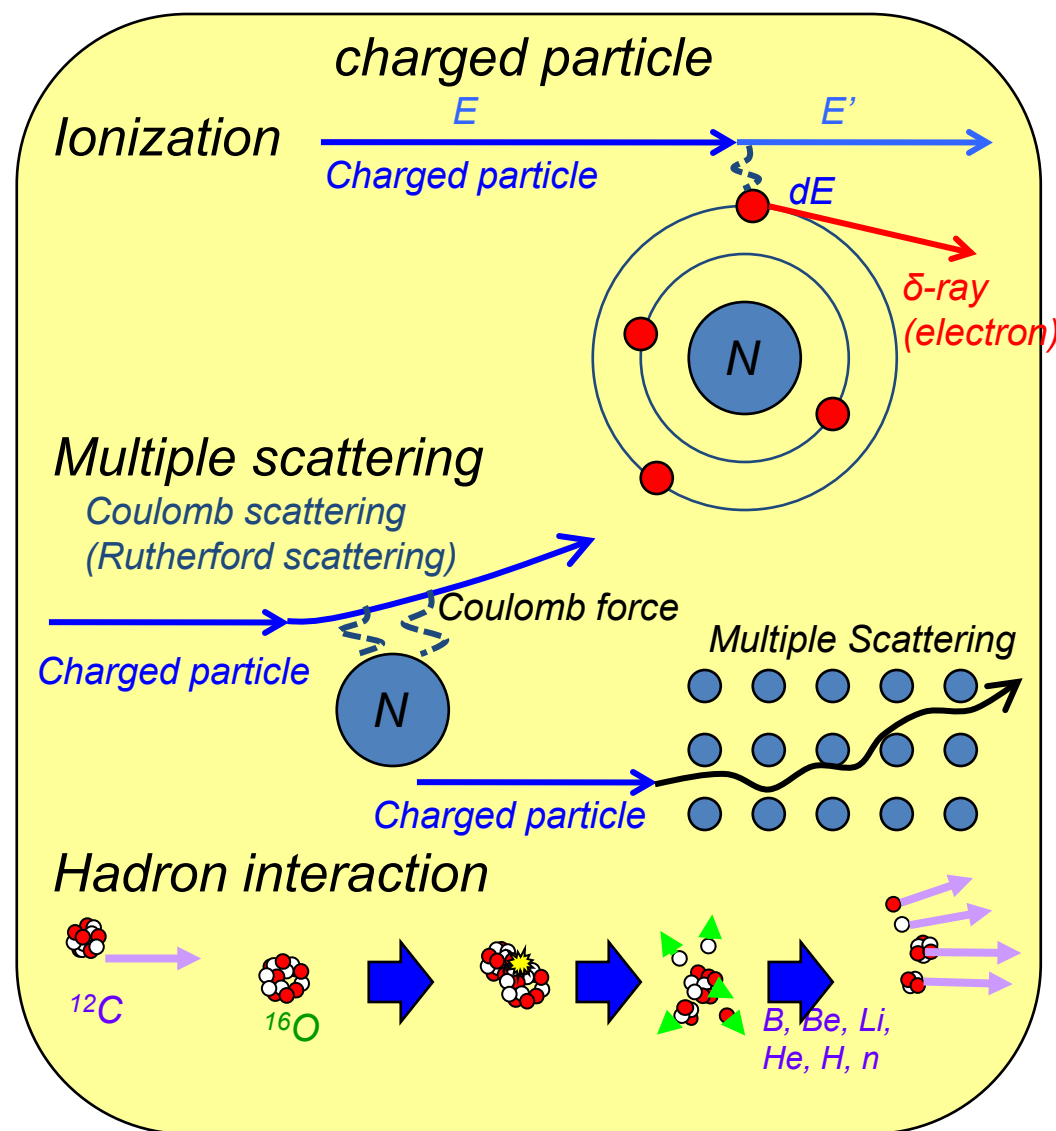 charged particle
Ionization
E
E’
Charged particle
dE
δ-ray
(electron)
N
Multiple scattering
Coulomb scattering
(Rutherford scattering)
Coulomb force
Charged particle
N
Multiple Scattering
Charged particle
Hadron interaction
¹²C
¹⁶O
B, Be, Li,
He, H, n